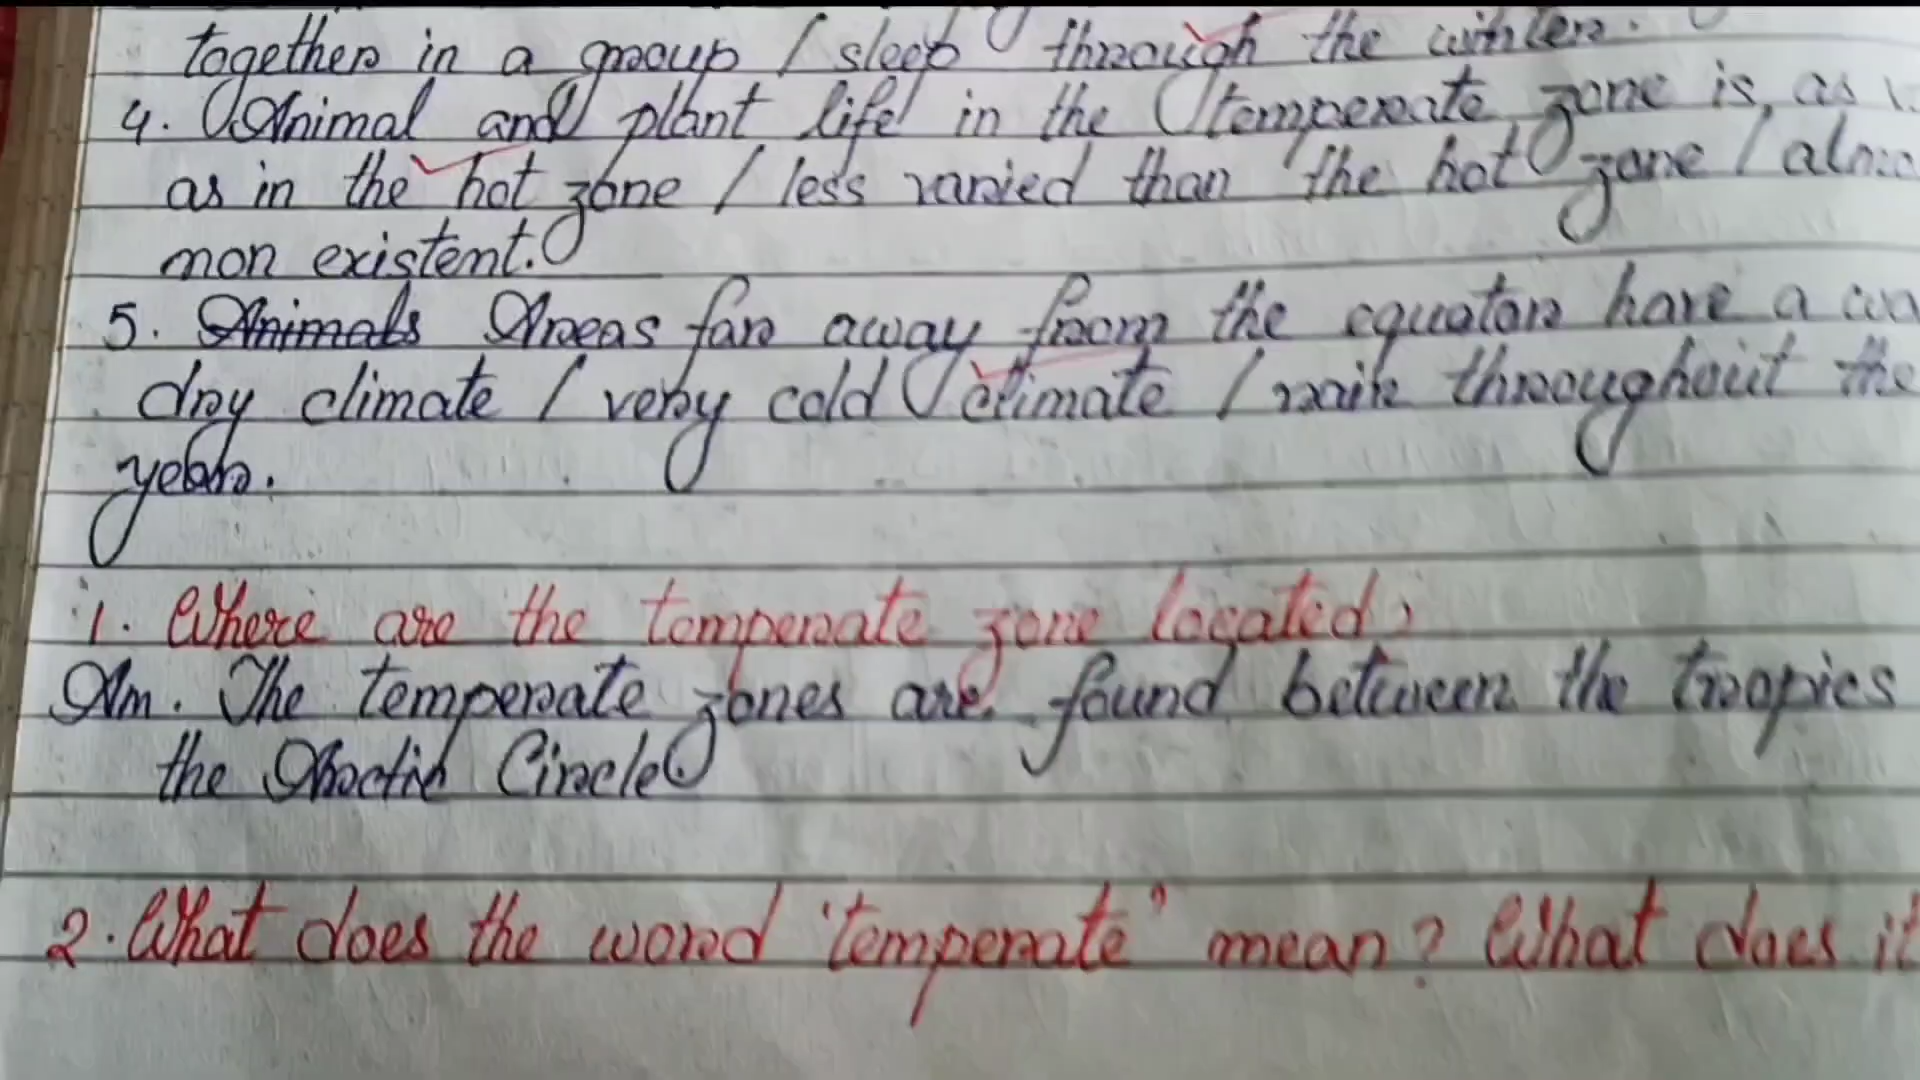 together in a group / sleep through the winter.
4. Animal and plant life in the temperate zone is, as
as in the hot zone / less varied than the hot zone /
non existent.
5. Animals Areas far away from the equator have a
dry climate / very cold climate / rain throughout the
year.
1. Where are the temperate zone located?
Ans. The temperate zones are found between the tropics
the Arctic Circle
2. What does the word 'temperate' mean? What does it